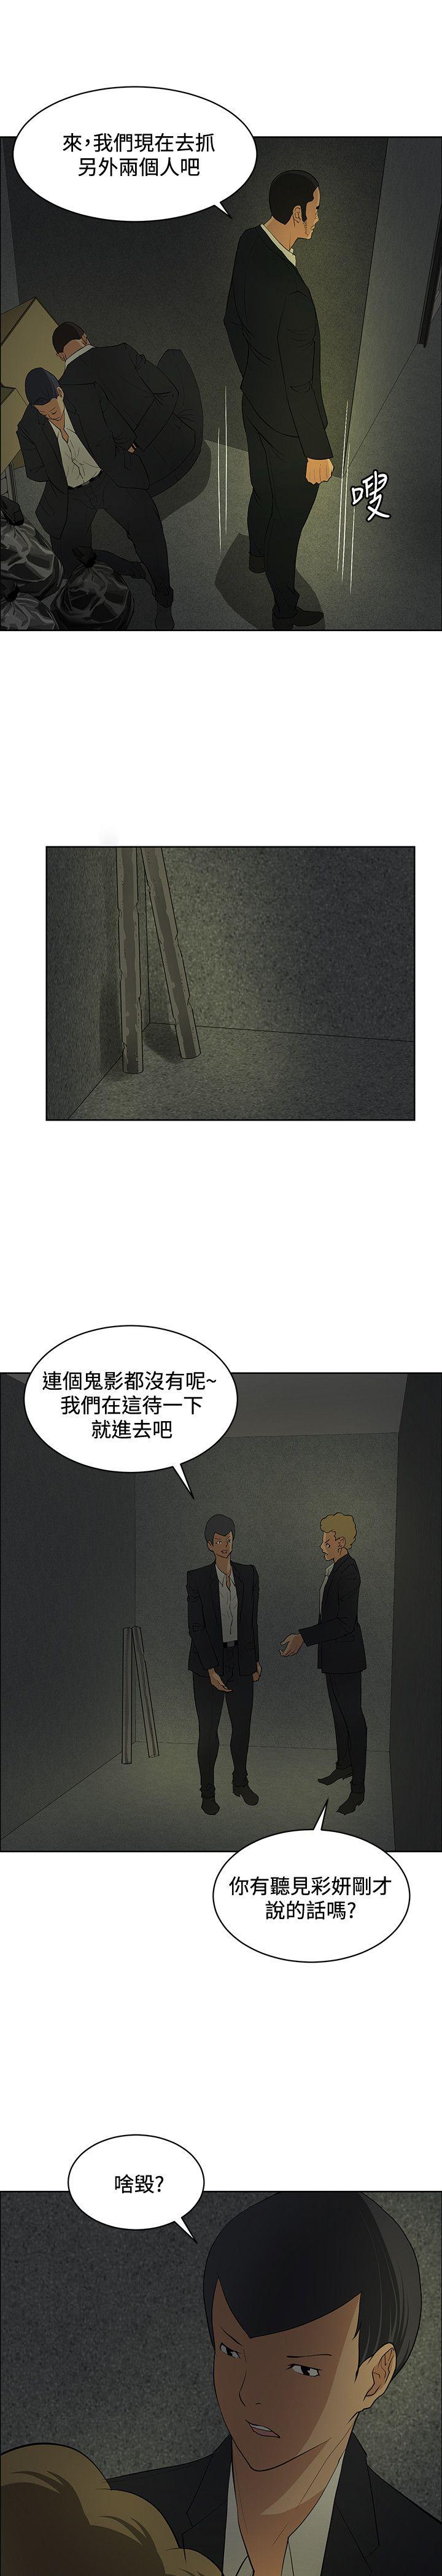 來，我們現在去抓
另外兩個人吧
嗖
連個鬼影都沒有呢~
我們在這待一下
就進去吧
你有聽見彩妍剛才
說的話嗎?
啥毀?